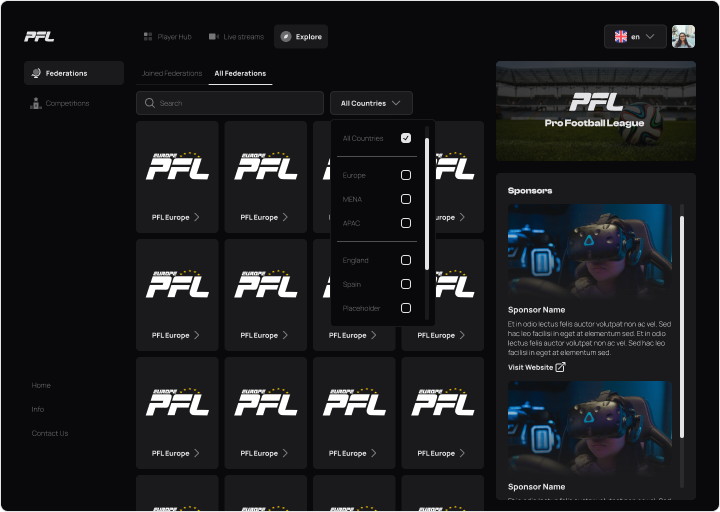 PFL
Player Hub
Live streams
Explore
en
Federations
Competitions
Joined Federations
All Federations
Search
All Countries
All Countries
Europe
MENA
APAC
England
Spain
Placeholder
EUROPE
PFL
PFL Europe
EUROPE
PFL
PFL Europe
EUROPE
PFL
PFL Europe
EUROPE
PFL
PFL Europe
PFL Europe
PFL Europe
EUROPE
PFL
PFL Europe
EUROPE
PFL
PFL Europe
EUROPE
PFL
PFL Europe
EUROPE
PFL
PFL Europe
EUROPE
PFL
EUROPE
PFL
EUROPE
PFL
EUROPE
PFL
PFL
Pro Football League
Sponsors
Sponsor Name
Et in odio lectus felis auctor volutpat non ac vel. Sed
hac leo facilisi in eget at elementum sed. Et in odio
lectus felis auctor volutpat non ac vel. Sed hac leo
facilisi in eget at elementum sed.
Visit Website
Sponsor Name
Home
Info
Contact Us